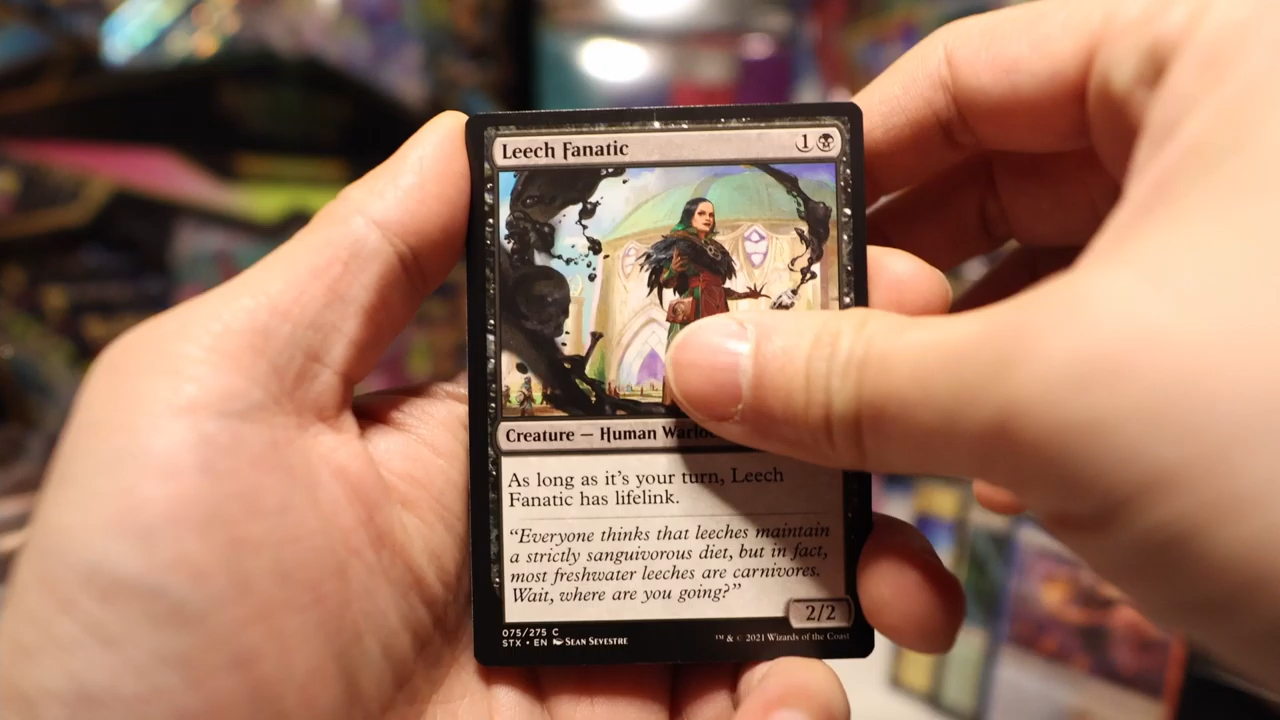 Leech Fanatic 1
Creature — Human
As long as it's your turn, Leech
Fanatic has lifelink.
"Everyone thinks that leeches maintain
a strictly sanguivorous diet, but in fact,
most freshwater leeches are carnivores.
Wait, where are you going?"
2/2
075/275 C
STX • EN Sean Sevestre
™ & © 2021 Wizards of the Coast